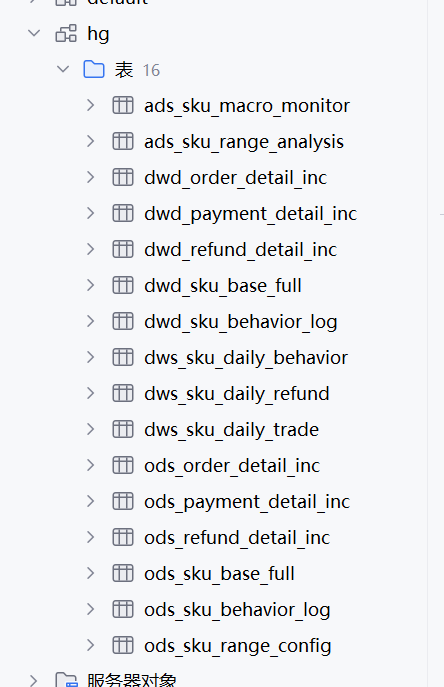 default
hg
表 16
ads_sku_macro_monitor
ads_sku_range_analysis
dwd_order_detail_inc
dwd_payment_detail_inc
dwd_refund_detail_inc
dwd_sku_base_full
dwd_sku_behavior_log
dws_sku_daily_behavior
dws_sku_daily_refund
dws_sku_daily_trade
ods_order_detail_inc
ods_payment_detail_inc
ods_refund_detail_inc
ods_sku_base_full
ods_sku_behavior_log
ods_sku_range_config
服务器对象